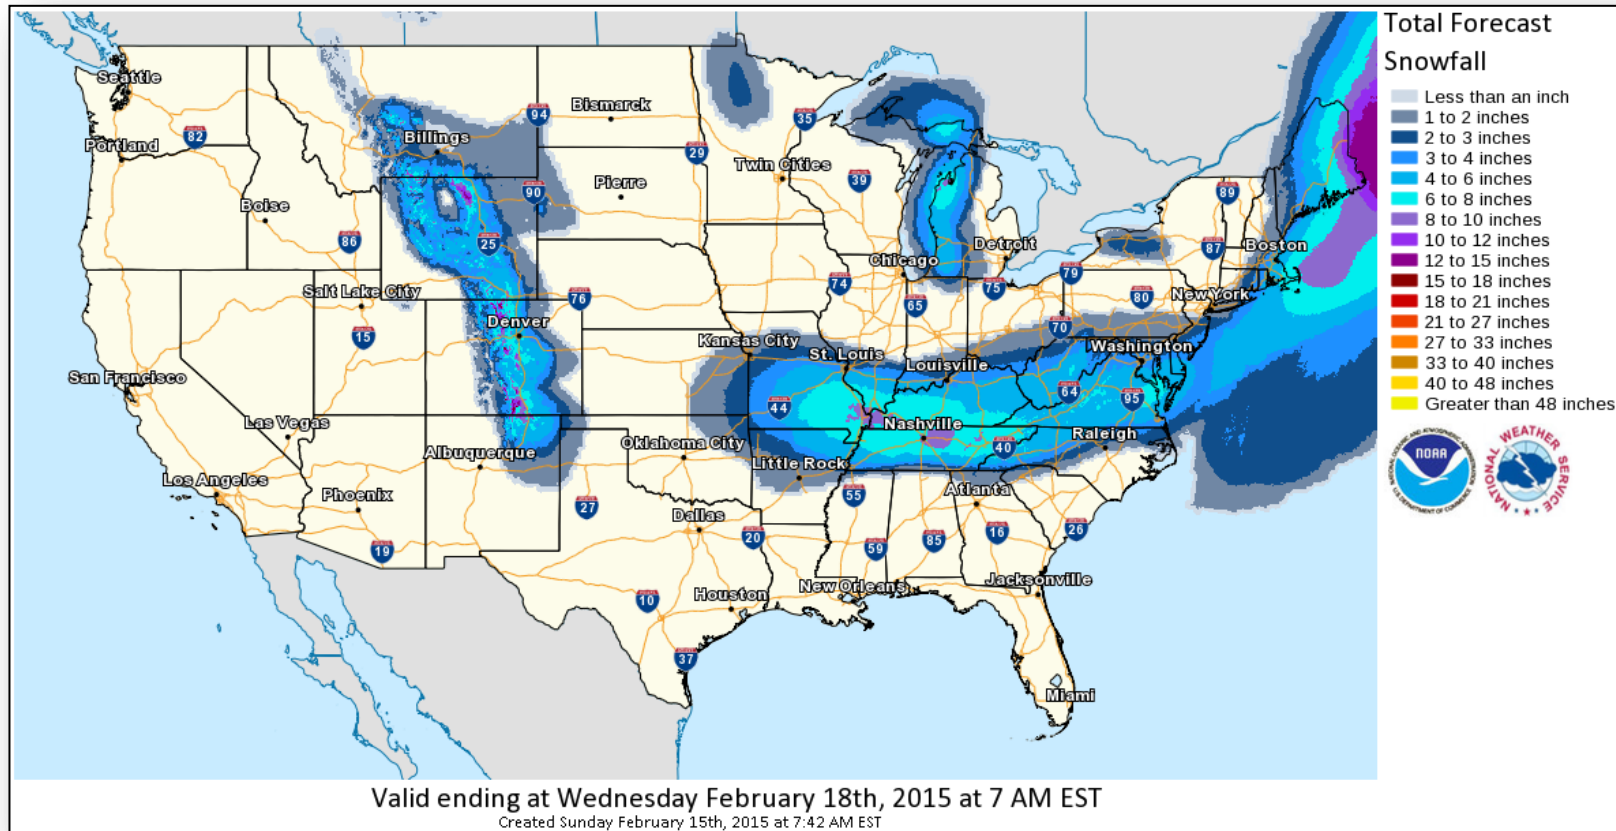 Total Forecast
Snowfall
Less than an inch
1 to 2 inches
2 to 3 inches
3 to 4 inches
4 to 6 inches
6 to 8 inches
8 to 10 inches
10 to 12 inches
12 to 15 inches
15 to 18 inches
18 to 21 inches
21 to 27 inches
27 to 33 inches
33 to 40 inches
40 to 48 inches
Greater than 48 inches
NOAA
NATIONAL WEATHER SERVICE
Seattle
82
Portland
Billings
94
Bismarck
35
29
Twin Cities
39
90
Pierre
89
Boise
86
25
Detroit
87
Boston
Chicago
79
Salt Lake City
76
74
65
75
80
New York
15
Denver
70
Kansas City
St. Louis
Washington
Louisville
San Francisco
44
64
95
Las Vegas
Nashville
Albuquerque
Oklahoma City
40
Raleigh
Little Rock
Los Angeles
Phoenix
55
Atlanta
27
Dallas
20
59
85
16
26
19
10
Houston
New Orleans
Jacksonville
37
Miami
Valid ending at Wednesday February 18th, 2015 at 7 AM EST
Created Sunday February 15th, 2015 at 7:42 AM EST